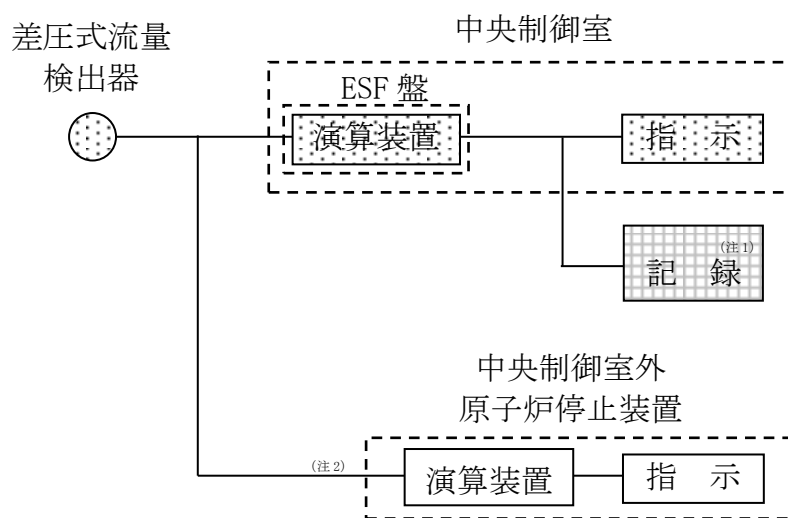 差圧式流量
検出器
中央制御室
ESF 盤
演算装置
指 示
(注1)
記 録
中央制御室外
原子炉停止装置
(注2)
演算装置
指 示